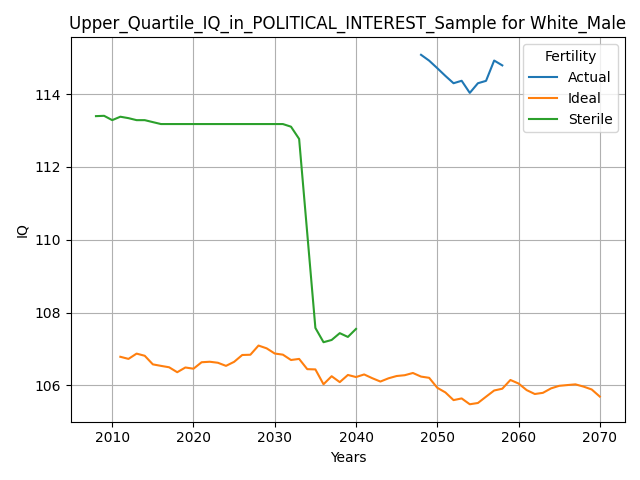 Upper_Quartile_IQ_in_POLITICAL_INTEREST_Sample for White_Male
Fertility
Actual
Ideal
Sterile
IQ
114
112
110
108
106
2010
2020
2030
2040
2050
2060
2070
Years